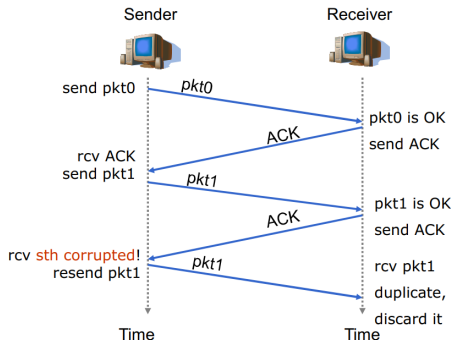 Sender
Receiver
send pkt0
pkt0
pkt0 is OK
ACK
send ACK
rcv ACK
send pkt1
pkt1
pkt1 is OK
ACK
send ACK
rcv sth corrupted!
resend pkt1
pkt1
rcv pkt1
duplicate,
discard it
Time
Time